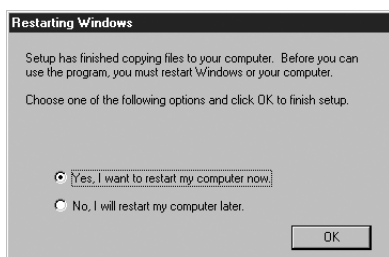 Restarting Windows
Setup has finished copying files to your computer. Before you can
use the program, you must restart Windows or your computer.
Choose one of the following options and click OK to finish setup.
Yes, I want to restart my computer now.
No, I will restart my computer later.
OK